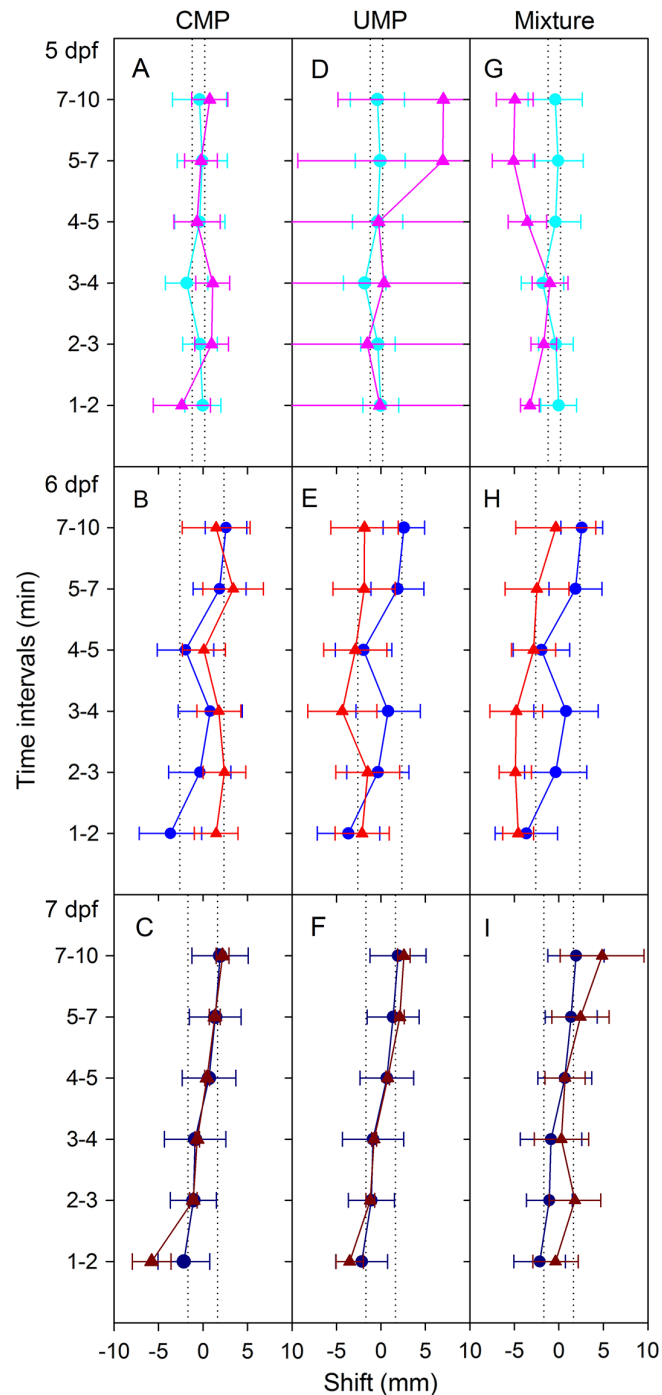 CMP UMP Mixture
5 dpf
A D G
7-10
5-7
4-5
3-4
2-3
1-2
6 dpf
B E H
7-10
5-7
4-5
3-4
2-3
1-2
Time intervals (min)
7 dpf
C F I
7-10
5-7
4-5
3-4
2-3
1-2
-10 -5 0 5 10 -5 0 5 10 -5 0 5 10
Shift (mm)